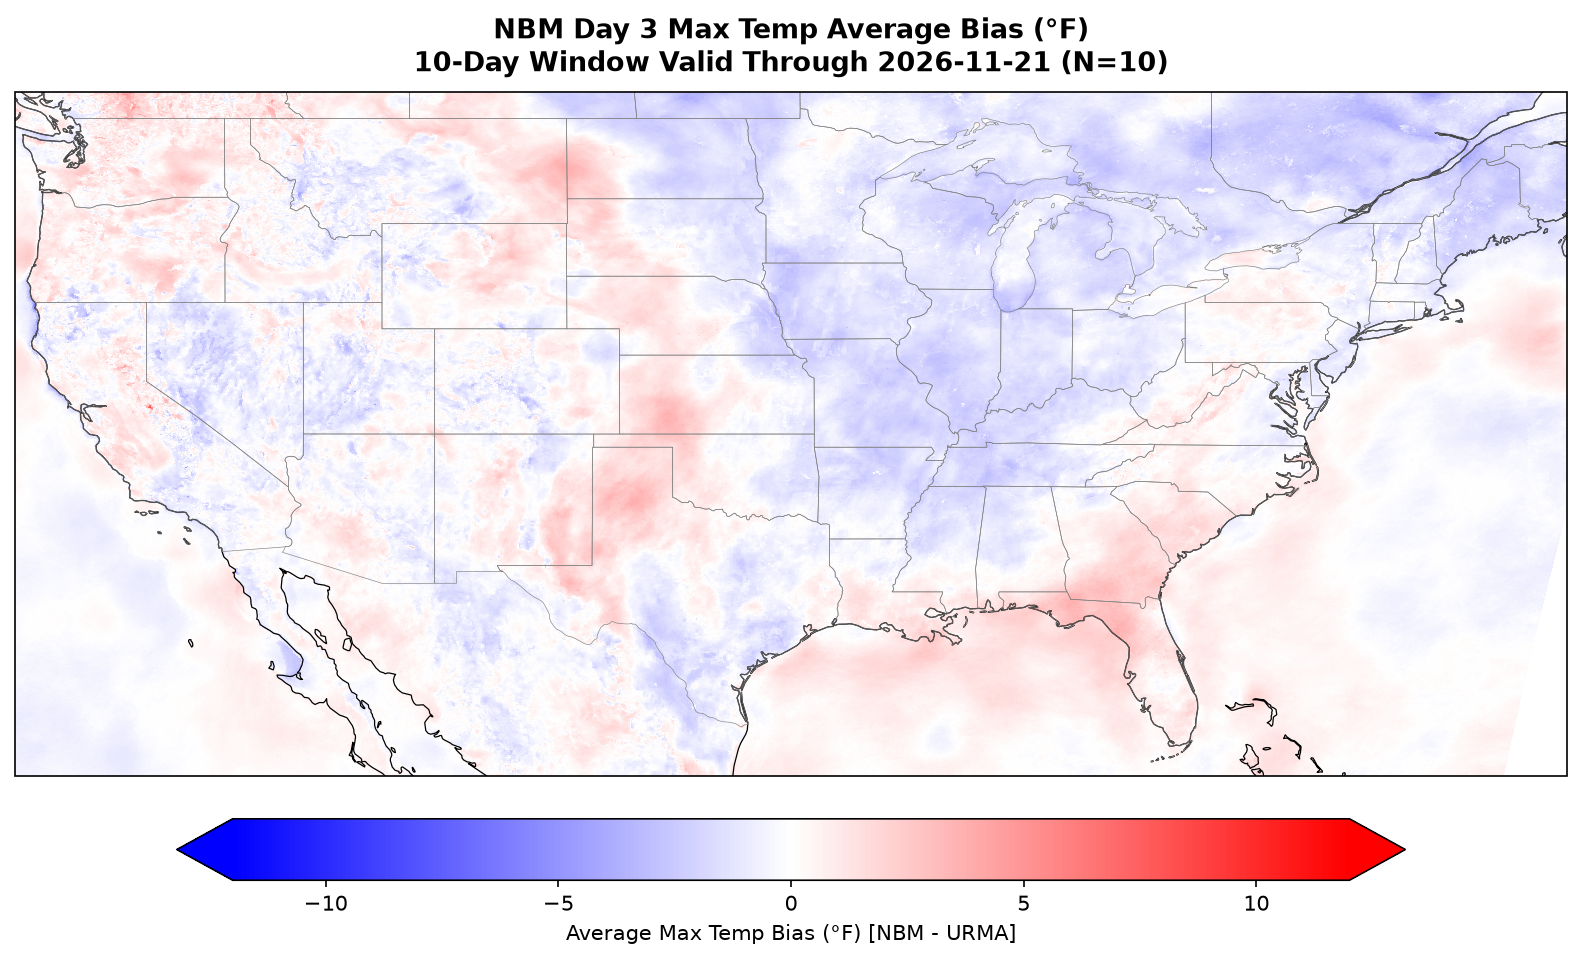 NBM Day 3 Max Temp Average Bias (°F)
10-Day Window Valid Through 2026-11-21 (N=10)
−10 −5 0 5 10
Average Max Temp Bias (°F) [NBM - URMA]